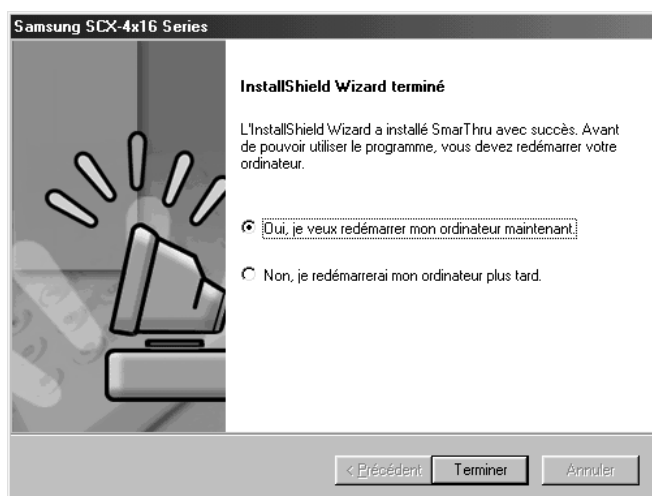 Samsung SCX-4x16 Series
InstallShield Wizard terminé
L'InstallShield Wizard a installé SmarThru avec succès. Avant
de pouvoir utiliser le programme, vous devez redémarrer votre
ordinateur.
Oui, je veux redémarrer mon ordinateur maintenant.
Non, je redémarrerai mon ordinateur plus tard.
< Précédent
Terminer
Annuler